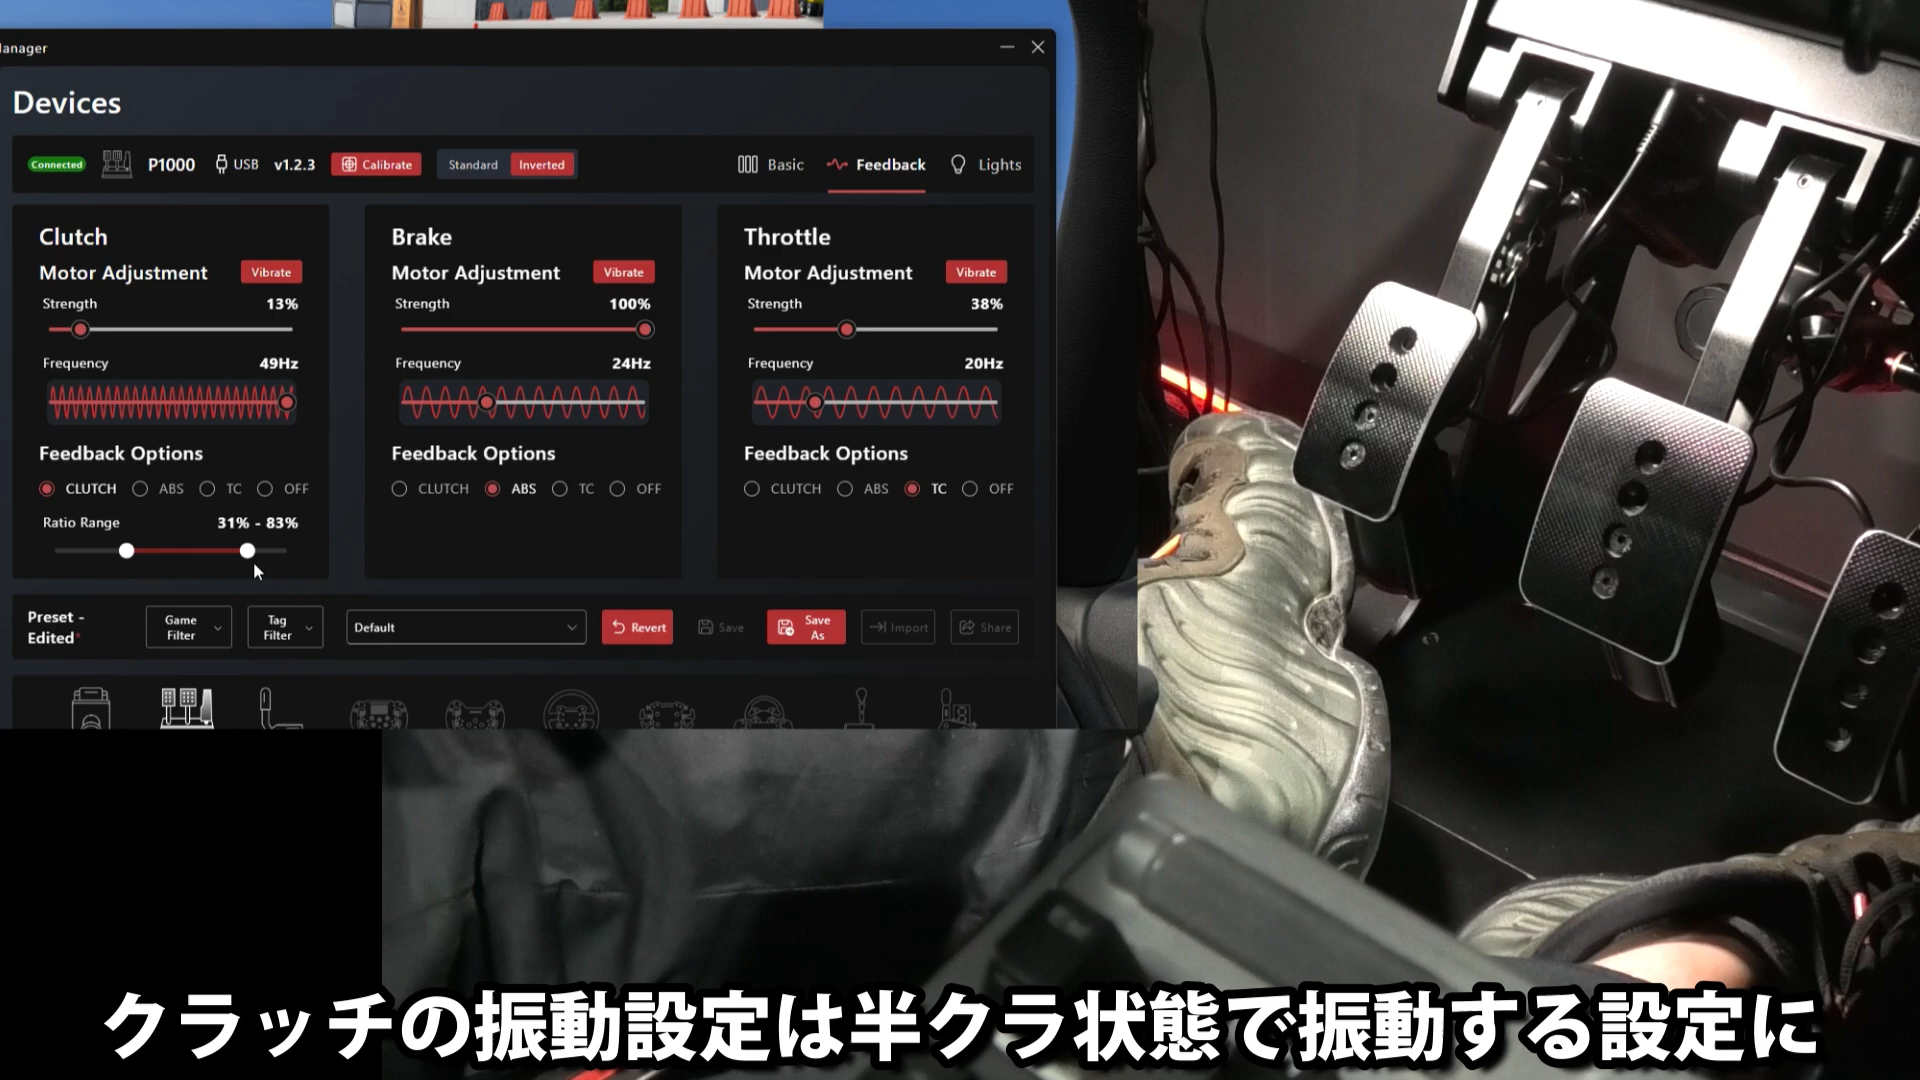 anager
Devices
Connected P1000 USB v1.2.3 Calibrate Standard Inverted Basic Feedback Lights
Clutch
Motor Adjustment Vibrate
Strength 13%
Frequency 49Hz
Feedback Options
CLUTCH ABS TC OFF
Ratio Range 31% - 83%
Brake
Motor Adjustment Vibrate
Strength 100%
Frequency 24Hz
Feedback Options
CLUTCH ABS TC OFF
Throttle
Motor Adjustment Vibrate
Strength 38%
Frequency 20Hz
Feedback Options
CLUTCH ABS TC OFF
Preset -
Edited*
Game
Filter
Tag
Filter
Default
Revert
Save
Save
As
Import
Share
クラッチの振動設定は半クラ状態で振動する設定に